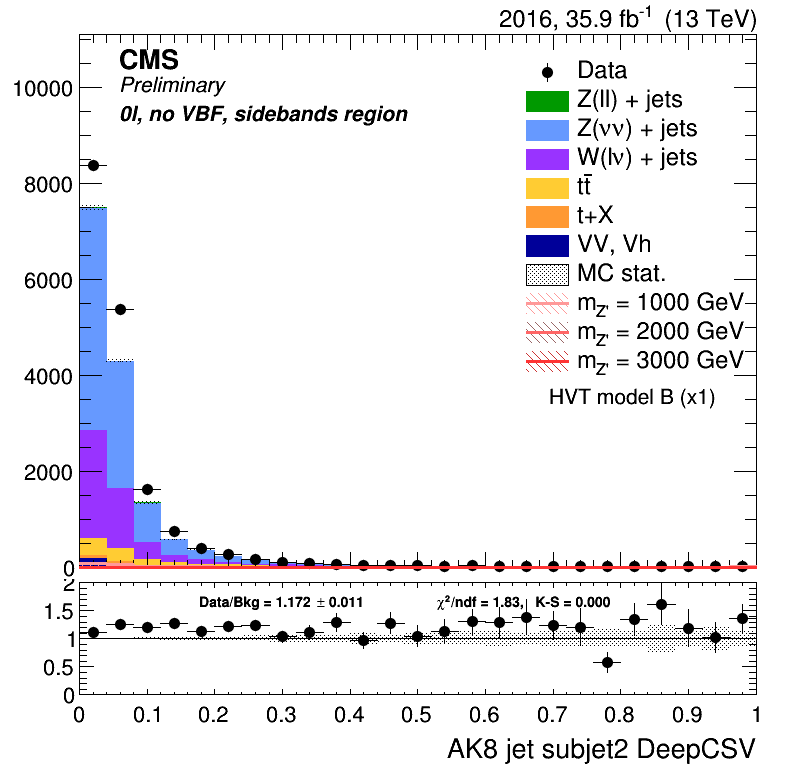 2016, 35.9 fb⁻¹ (13 TeV)
CMS
Preliminary
0l, no VBF, sidebands region
Data
Z(ll) + jets
Z(νν) + jets
W(lν) + jets
tt̄
t+X
VV, Vh
MC stat.
m_Z' = 1000 GeV
m_Z' = 2000 GeV
m_Z' = 3000 GeV
HVT model B (x1)
10000
8000
6000
4000
2000
0
Data/Bkg = 1.172 ± 0.011 χ²/ndf = 1.83, K-S = 0.000
2
1.5
1
0.5
0
0 0.1 0.2 0.3 0.4 0.5 0.6 0.7 0.8 0.9 1
AK8 jet subjet2 DeepCSV